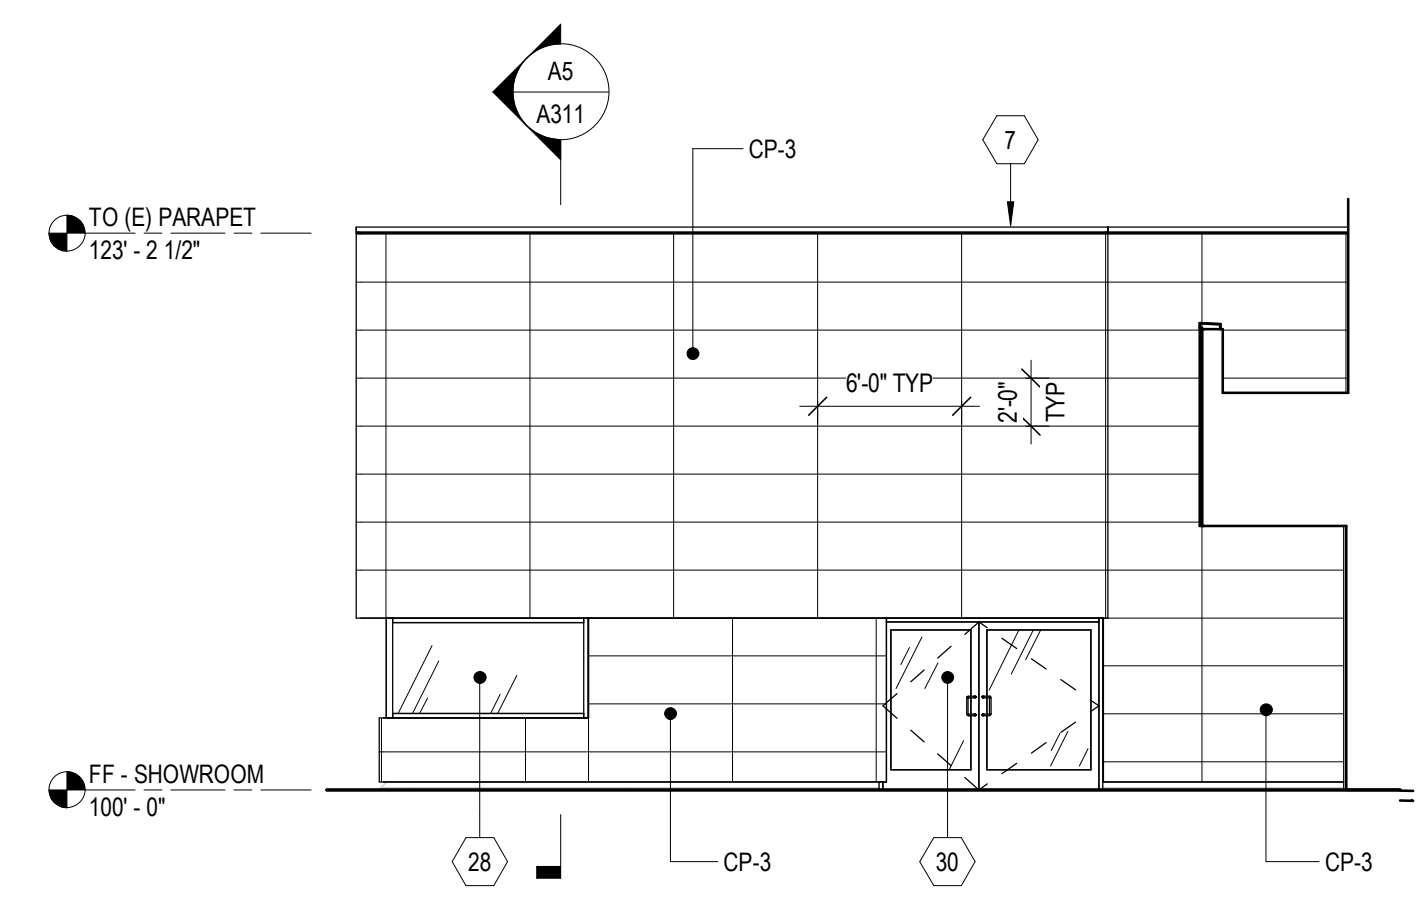 A5
A311
CP-3
7
TO (E) PARAPET
123' - 2 1/2"
6'-0" TYP
2'-0"
TYP
FF - SHOWROOM
100' - 0"
28
CP-3
30
CP-3